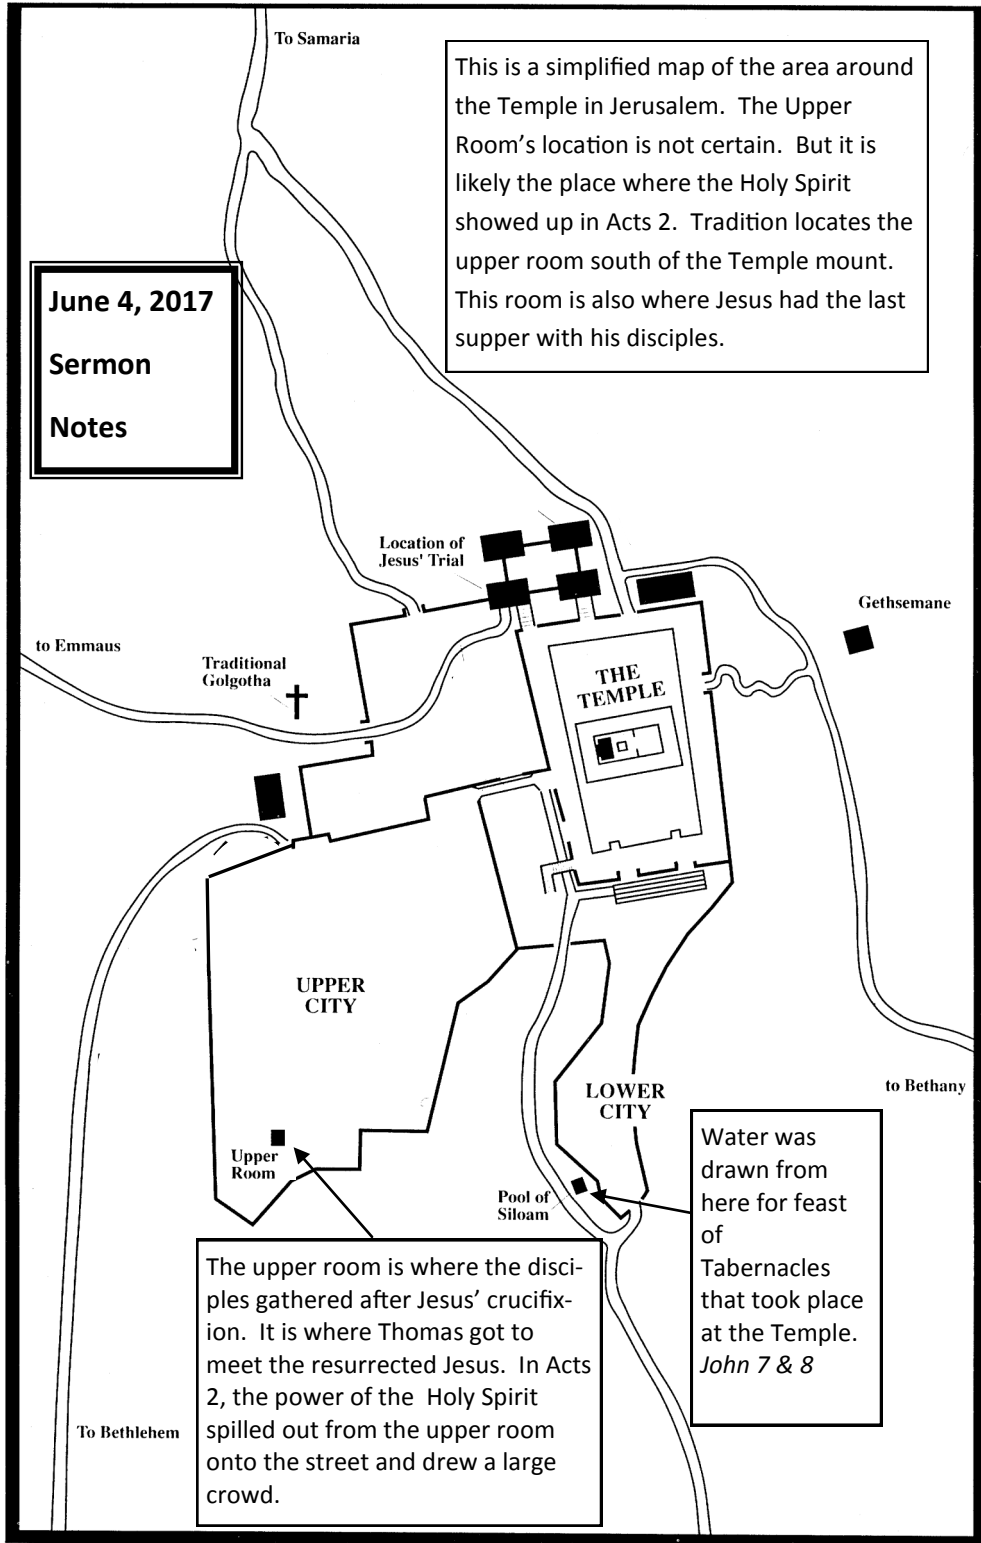 To Samaria
This is a simplified map of the area around
the Temple in Jerusalem.  The Upper
Room's location is not certain.  But it is
likely the place where the Holy Spirit
showed up in Acts 2.  Tradition locates the
upper room south of the Temple mount.
This room is also where Jesus had the last
supper with his disciples.
June 4, 2017
Sermon
Notes
Location of
Jesus' Trial
Gethsemane
to Emmaus
Traditional
Golgotha
THE
TEMPLE
UPPER
CITY
LOWER
CITY
to Bethany
Upper
Room
Pool of
Siloam
Water was
drawn from
here for feast
of
Tabernacles
that took place
at the Temple.
John 7 & 8
The upper room is where the disci-
ples gathered after Jesus' crucifix-
ion.  It is where Thomas got to
meet the resurrected Jesus.  In Acts
2, the power of the  Holy Spirit
spilled out from the upper room
onto the street and drew a large
crowd.
To Bethlehem